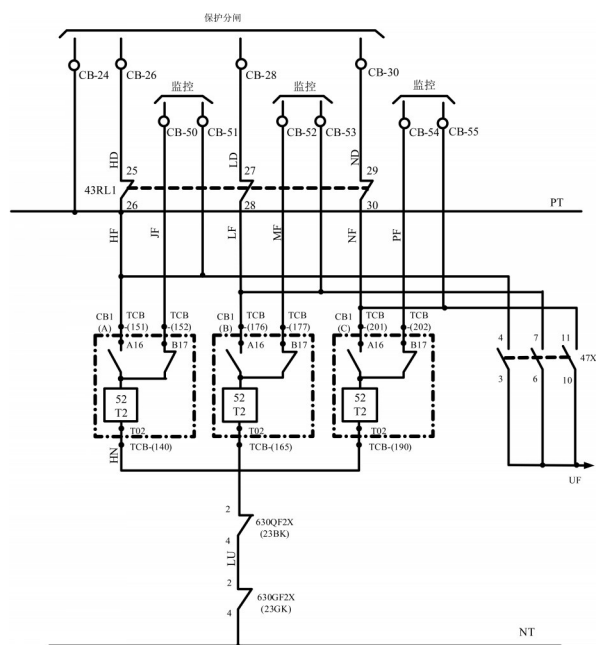 保护分闸
CB-24
CB-26
CB-28
CB-30
监控
监控
监控
CB-50
CB-51
CB-52
CB-53
CB-54
CB-55
HD
LD
ND
25
27
29
43RL1
26
28
30
PT
HF
JF
LF
MF
NF
PF
CB1
(A)
TCB
-(151)
TCB
-(152)
CB1
(B)
TCB
-(176)
TCB
-(177)
CB1
(C)
TCB
-(201)
TCB
-(202)
A16
B17
A16
B17
A16
B17
4
7
11
47X
3
6
10
52
T2
52
T2
52
T2
T02
T02
T02
HN
TCB-(140)
TCB-(165)
TCB-(190)
UF
2
630QF2X
(23BK)
4
LU
2
630GF2X
(23GK)
4
NT